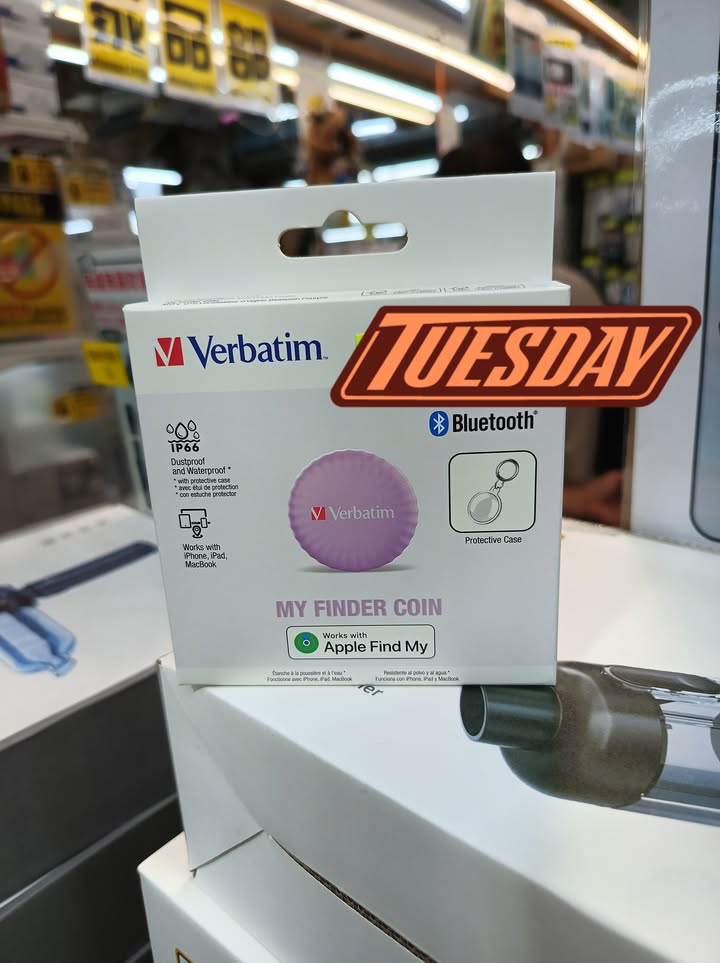 Verbatim
TUESDAY
Bluetooth®
IP66
Dustproof
and Waterproof *
* with protective case
* avec étui de protection
* con estuche protector
Works with
iPhone, iPad,
MacBook
Verbatim
Protective Case
MY FINDER COIN
Works with
Apple Find My
Étanche à la poussière et à l'eau *
Fonctionne avec iPhone, iPad, MacBook
Resistente al polvo y al agua *
Funciona con iPhone, iPad y MacBook